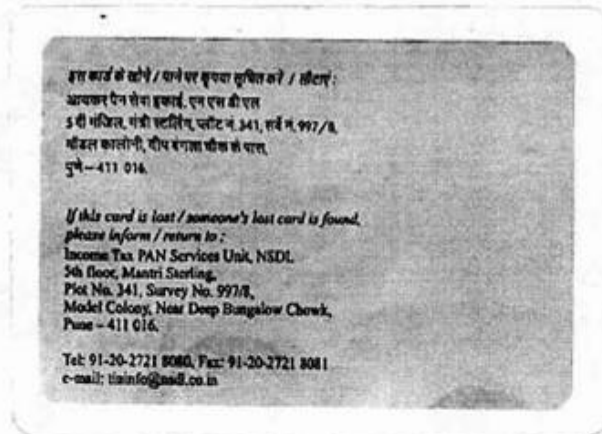 इस कार्ड के खोने / पाने पर कृपया सूचित करें / लौटाएं :
आयकर पैन सेवा इकाई, एन एस डी एल
5 वी मंजिल, मंत्री स्टर्लिंग, प्लॉट नं. 341, सर्वे नं. 997/8,
मॉडल कालोनी, दीप बंगला चौक के पास,
पुणे – 411 016.
If this card is lost / someone's lost card is found,
please inform / return to :
Income Tax PAN Services Unit, NSDL
5th floor, Mantri Sterling,
Plot No. 341, Survey No. 997/8,
Model Colony, Near Deep Bungalow Chowk,
Pune – 411 016.
Tel: 91-20-2721 8080, Fax: 91-20-2721 8081
e-mail: tininfo@nsdl.co.in